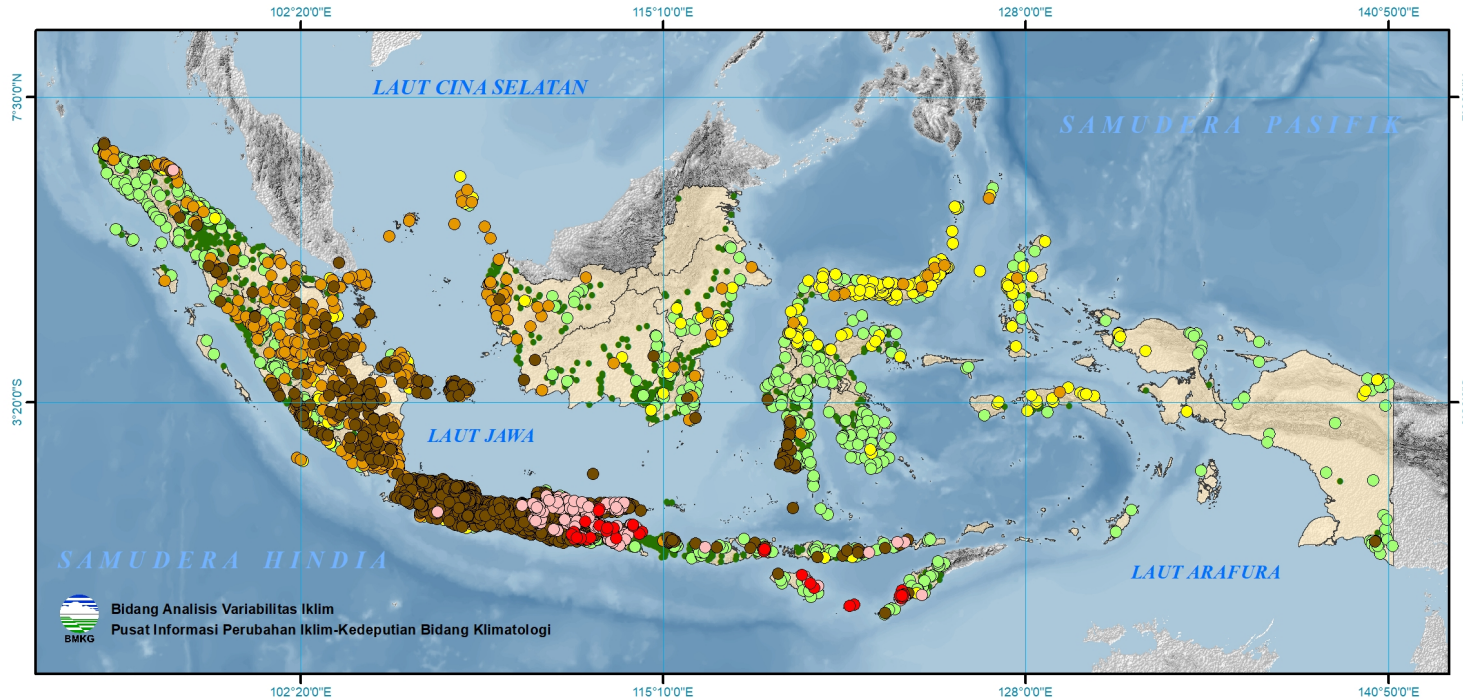 102°20'0"E 115°10'0"E 128°0'0"E 140°50'0"E
7°30'0"N
LAUT CINA SELATAN
SAMUDERA PASIFIK
3°20'0"S
LAUT JAWA
SAMUDERA HINDIA
LAUT ARAFURA
Bidang Analisis Variabilitas Iklim
Pusat Informasi Perubahan Iklim-Kedeputian Bidang Klimatologi
BMKG
102°20'0"E 115°10'0"E 128°0'0"E 140°50'0"E